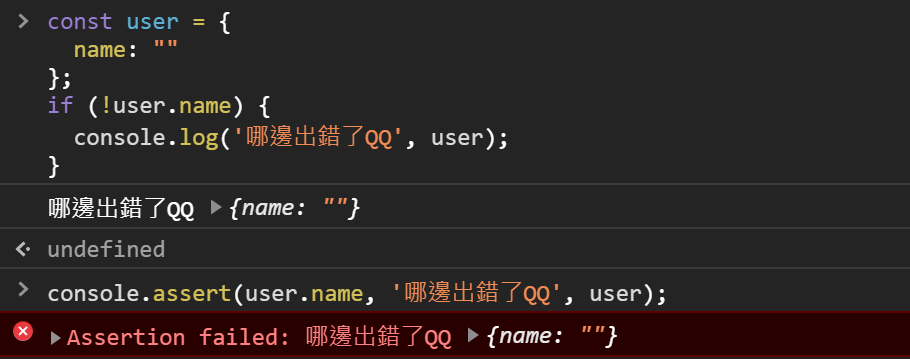 const user = {
  name: ""
};
if (!user.name) {
  console.log('哪邊出錯了QQ', user);
}
哪邊出錯了QQ ▶{name: ""}
undefined
console.assert(user.name, '哪邊出錯了QQ', user);
▶Assertion failed: 哪邊出錯了QQ ▶{name: ""}